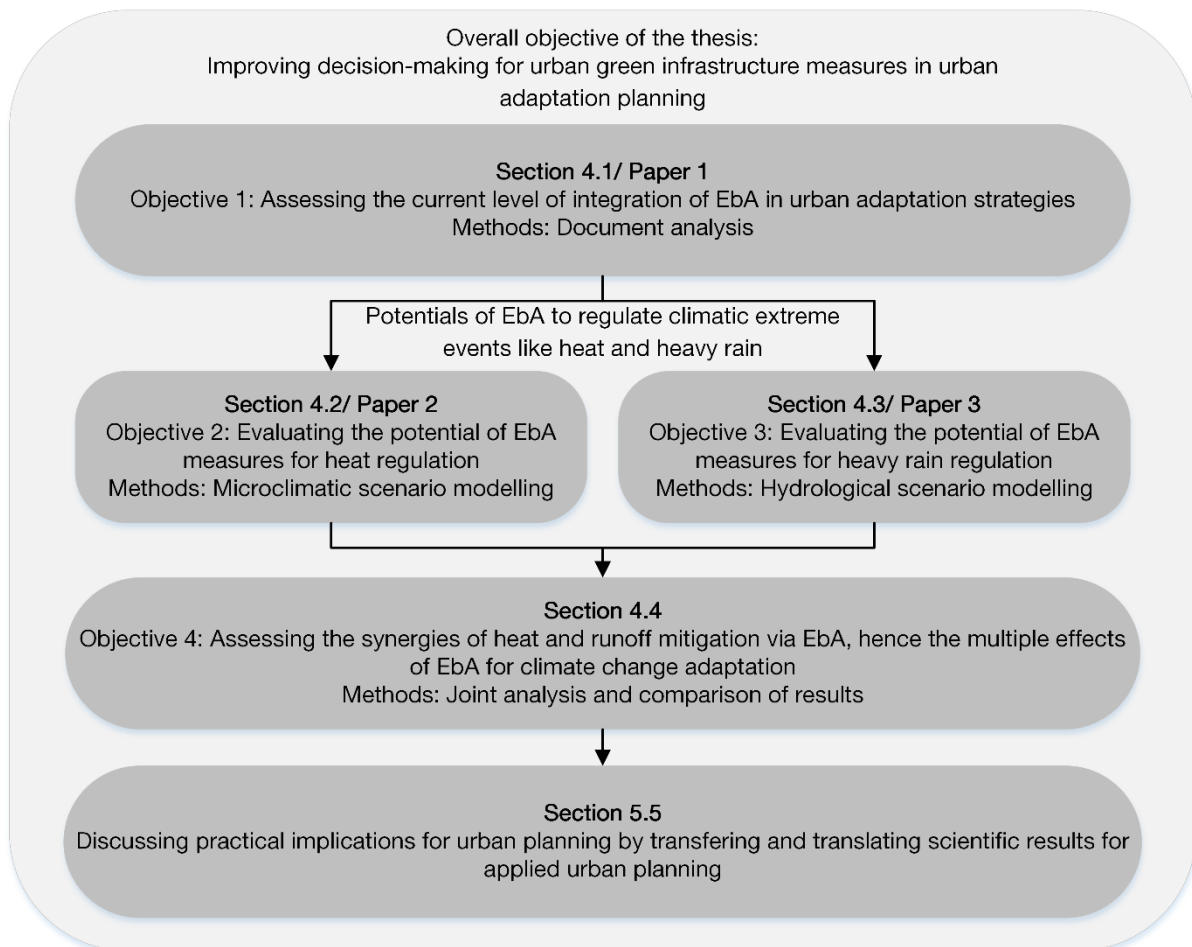 Overall objective of the thesis:
Improving decision-making for urban green infrastructure measures in urban
adaptation planning
Section 4.1/ Paper 1
Objective 1: Assessing the current level of integration of EbA in urban adaptation strategies
Methods: Document analysis
Potentials of EbA to regulate climatic extreme
events like heat and heavy rain
Section 4.2/ Paper 2
Objective 2: Evaluating the potential of EbA
measures for heat regulation
Methods: Microclimatic scenario modelling
Section 4.3/ Paper 3
Objective 3: Evaluating the potential of EbA
measures for heavy rain regulation
Methods: Hydrological scenario modelling
Section 4.4
Objective 4: Assessing the synergies of heat and runoff mitigation via EbA, hence the multiple effects
of EbA for climate change adaptation
Methods: Joint analysis and comparison of results
Section 5.5
Discussing practical implications for urban planning by transfering and translating scientific results for
applied urban planning